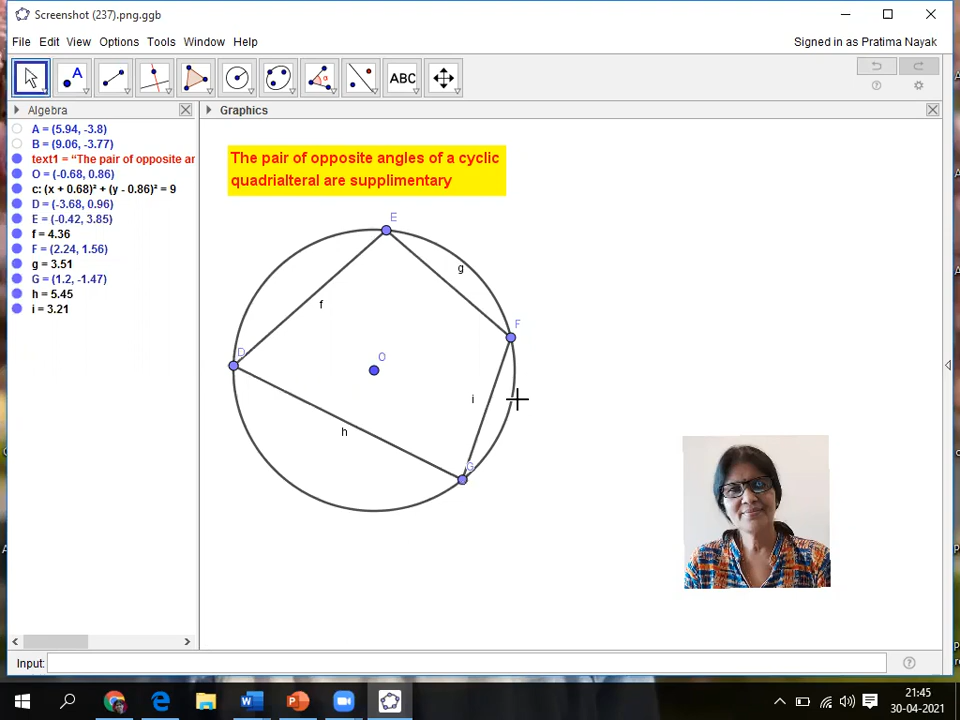 Screenshot (237).png.ggb
File Edit View Options Tools Window Help
Signed in as Pratima Nayak
A
α
ABC
Algebra
Graphics
A = (5.94, -3.8)
B = (9.06, -3.77)
text1 = “The pair of opposite ar
O = (-0.68, 0.86)
c: (x + 0.68)² + (y - 0.86)² = 9
D = (-3.68, 0.96)
E = (-0.42, 3.85)
f = 4.36
F = (2.24, 1.56)
g = 3.51
G = (1.2, -1.47)
h = 5.45
i = 3.21
The pair of opposite angles of a cyclic
quadrialteral are supplimentary
E
g
f
F
D
O
i
h
G
Input:
21:45
30-04-2021